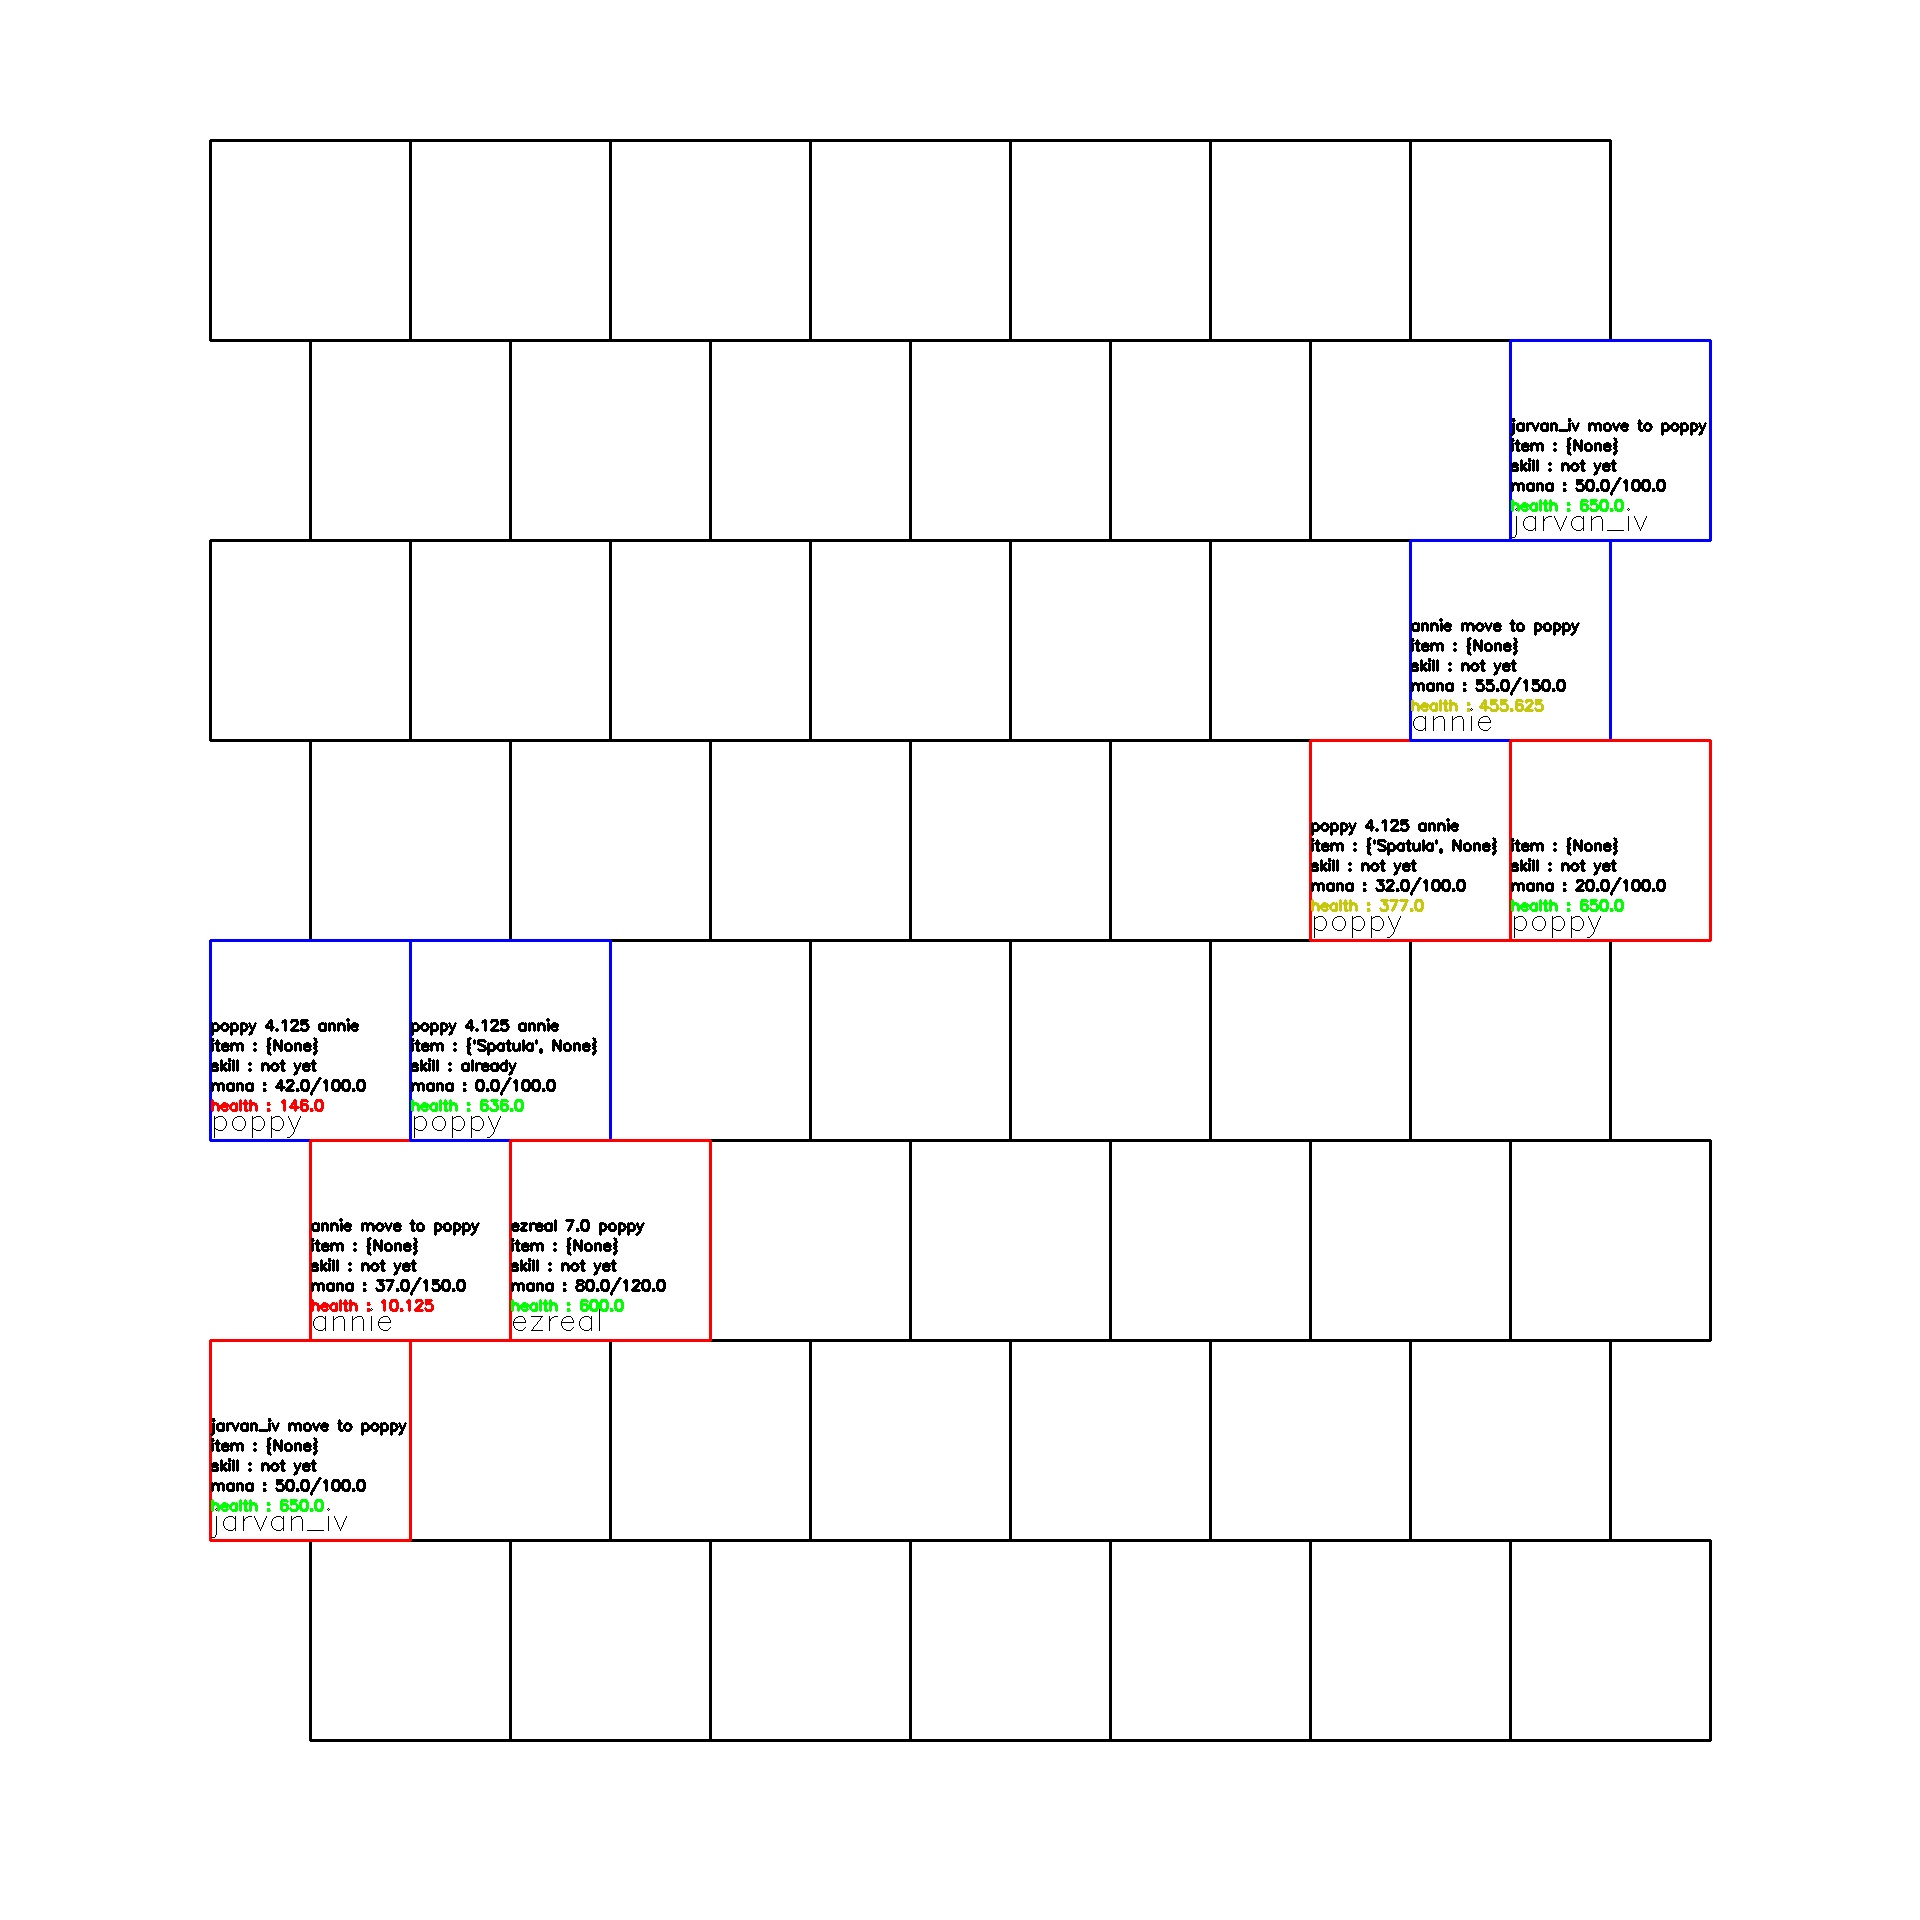 jarvan_iv move to poppy
item : {None}
skill : not yet
mana : 50.0/100.0
health : 650.0
jarvan_iv
annie move to poppy
item : {None}
skill : not yet
mana : 55.0/150.0
health : 455.625
annie
poppy 4.125 annie
item : {'Spatula', None}
skill : not yet
mana : 32.0/100.0
health : 377.0
poppy
item : {None}
skill : not yet
mana : 20.0/100.0
health : 650.0
poppy
poppy 4.125 annie
item : {None}
skill : not yet
mana : 42.0/100.0
health : 146.0
poppy
poppy 4.125 annie
item : {'Spatula', None}
skill : already
mana : 0.0/100.0
health : 636.0
poppy
annie move to poppy
item : {None}
skill : not yet
mana : 37.0/150.0
health : 10.125
annie
ezreal 7.0 poppy
item : {None}
skill : not yet
mana : 80.0/120.0
health : 600.0
ezreal
jarvan_iv move to poppy
item : {None}
skill : not yet
mana : 50.0/100.0
health : 650.0
jarvan_iv